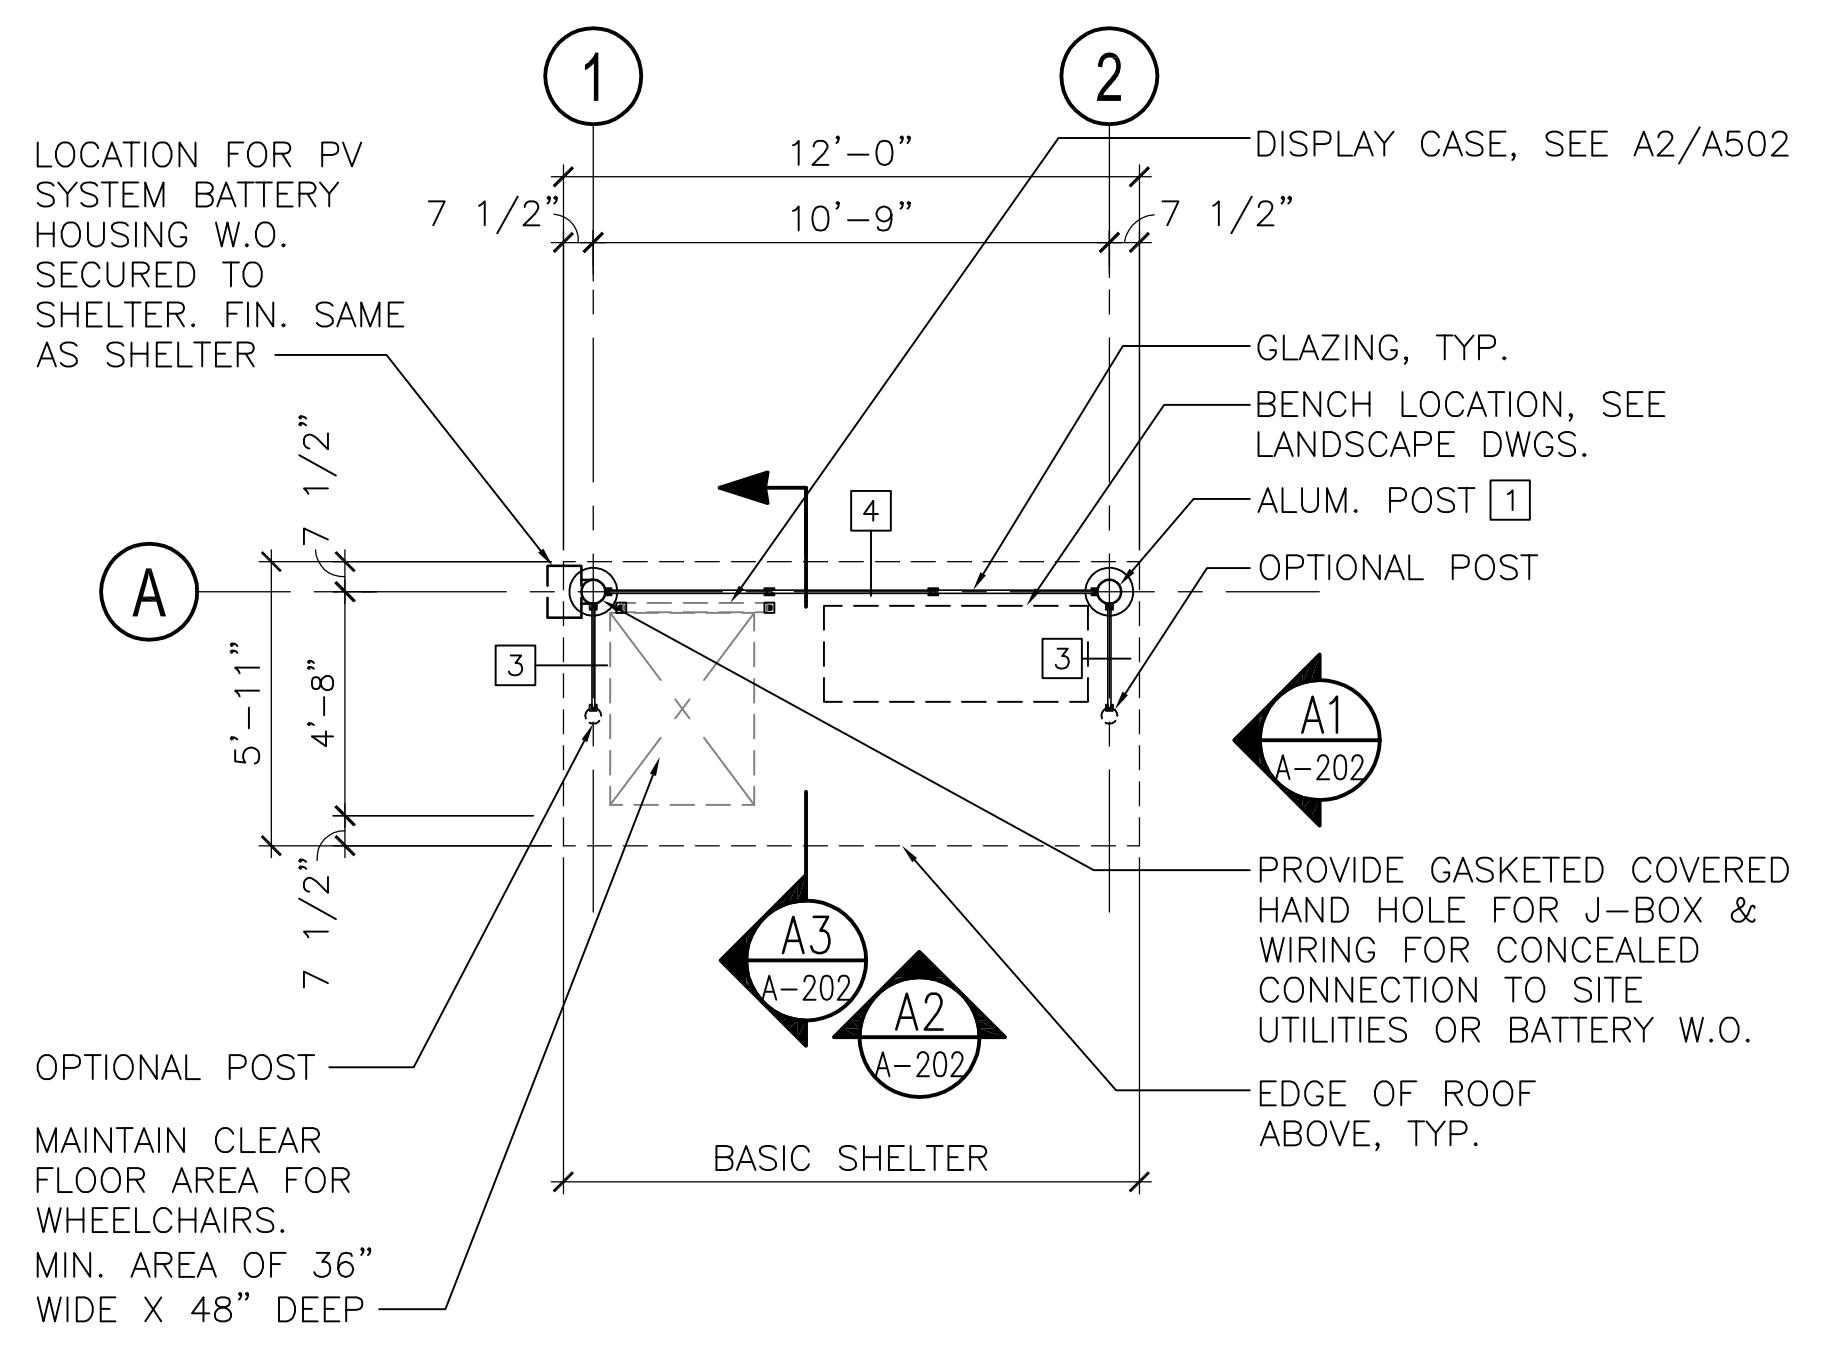 1
2
LOCATION FOR PV
SYSTEM BATTERY
HOUSING W.O.
SECURED TO
SHELTER. FIN. SAME
AS SHELTER
12'-0"
7 1/2"
10'-9"
7 1/2"
DISPLAY CASE, SEE A2/A502
GLAZING, TYP.
BENCH LOCATION, SEE
LANDSCAPE DWGS.
ALUM. POST 1
OPTIONAL POST
4
A
7 1/2"
5'-11"
4'-8"
7 1/2"
3
3
X
A1
A-202
A3
A-202
A2
A-202
PROVIDE GASKETED COVERED
HAND HOLE FOR J-BOX &
WIRING FOR CONCEALED
CONNECTION TO SITE
UTILITIES OR BATTERY W.O.
EDGE OF ROOF
ABOVE, TYP.
OPTIONAL POST
MAINTAIN CLEAR
FLOOR AREA FOR
WHEELCHAIRS.
MIN. AREA OF 36"
WIDE X 48" DEEP
BASIC SHELTER